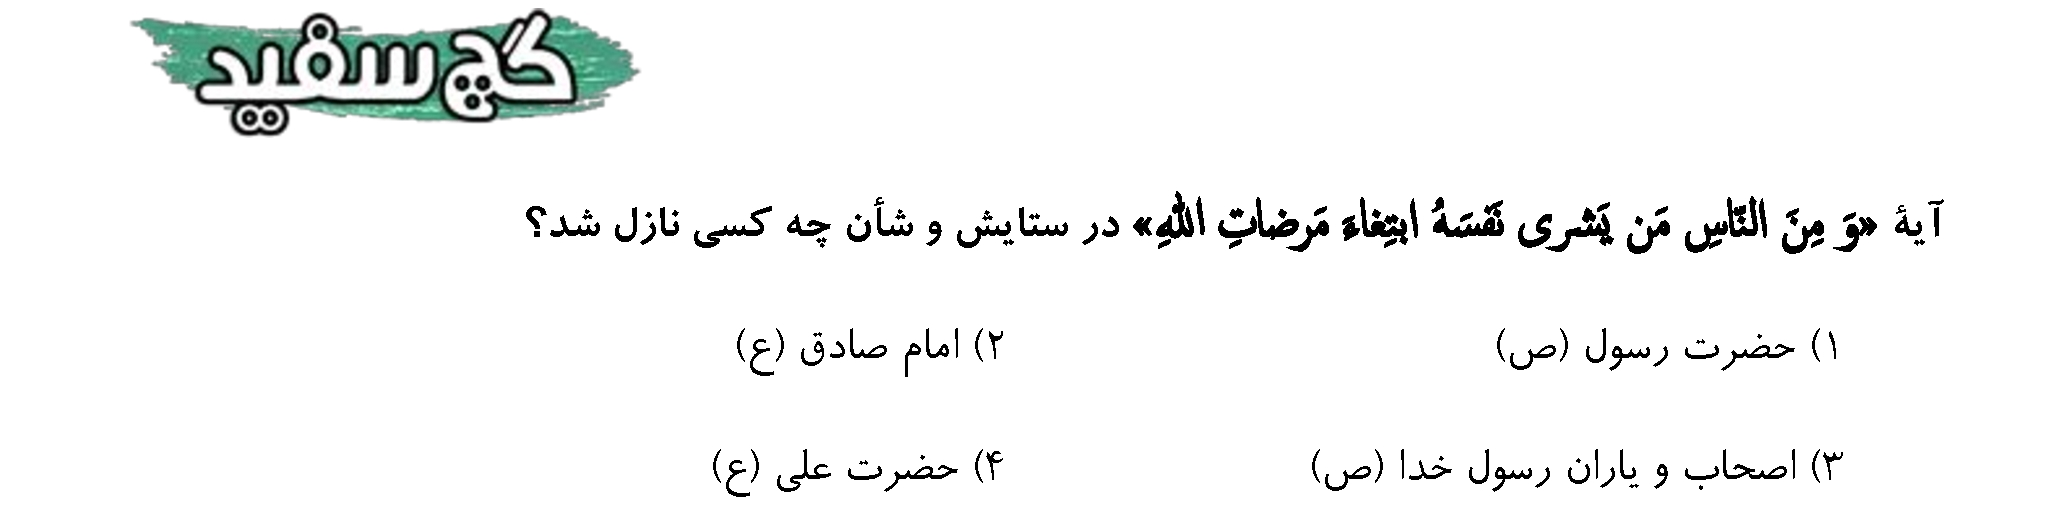 گچ سفید
آیۀ «وَ مِنَ النّاسِ مَن یَشری نَفسَهُ ابتِغاءَ مَرضاتِ اللهِ» در ستایش و شأن چه کسی نازل شد؟
۱) حضرت رسول (ص) ۲) امام صادق (ع)
۳) اصحاب و یاران رسول خدا (ص) ۴) حضرت علی (ع)